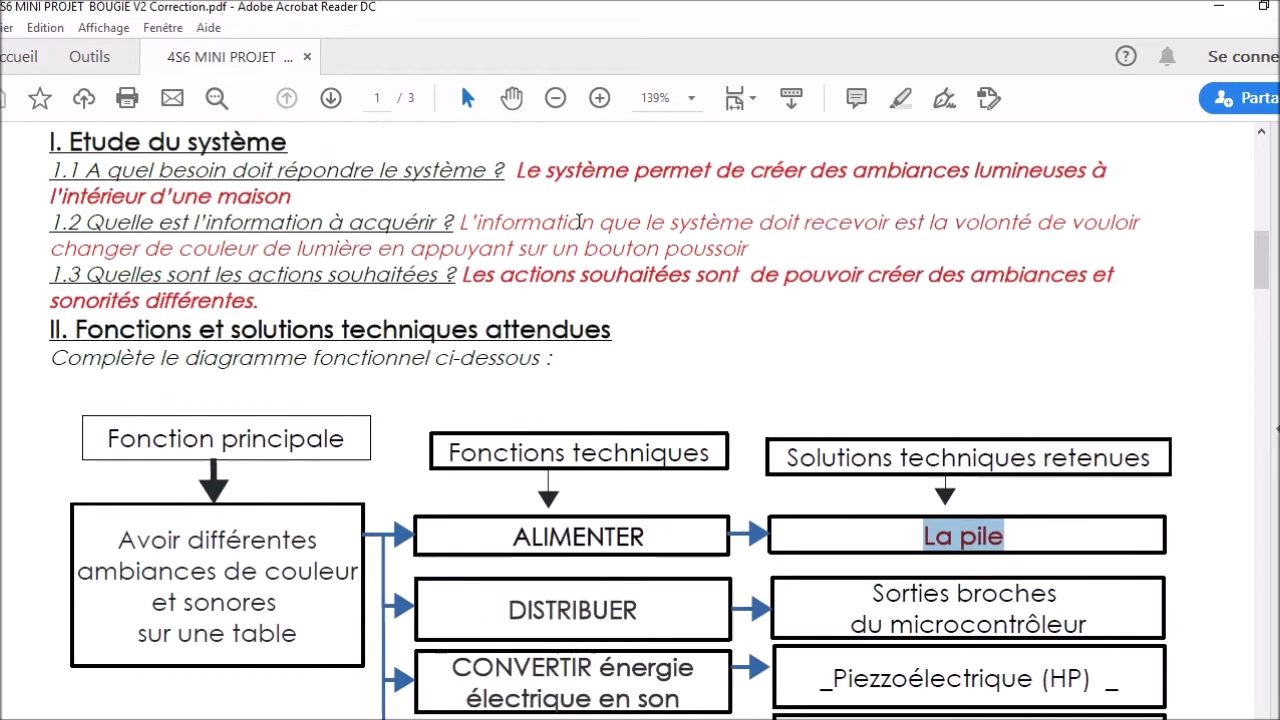 4S6 MINI PROJET  BOUGIE V2 Correction.pdf - Adobe Acrobat Reader DC
ier Edition Affichage Fenêtre Aide
ccueil Outils 4S6 MINI PROJET ... × Se conne
1 / 3 139% Parta
I. Etude du système
1.1 A quel besoin doit répondre le système ? Le système permet de créer des ambiances lumineuses à
l'intérieur d'une maison
1.2 Quelle est l'information à acquérir ? L'information que le système doit recevoir est la volonté de vouloir
changer de couleur de lumière en appuyant sur un bouton poussoir
1.3 Quelles sont les actions souhaitées ? Les actions souhaitées sont  de pouvoir créer des ambiances et
sonorités différentes.
II. Fonctions et solutions techniques attendues
Complète le diagramme fonctionnel ci-dessous :
Fonction principale
Fonctions techniques
Solutions techniques retenues
Avoir différentes
ambiances de couleur
et sonores
sur une table
ALIMENTER
La pile
DISTRIBUER
Sorties broches
du microcontrôleur
CONVERTIR énergie
électrique en son
_Piezzoélectrique (HP) _